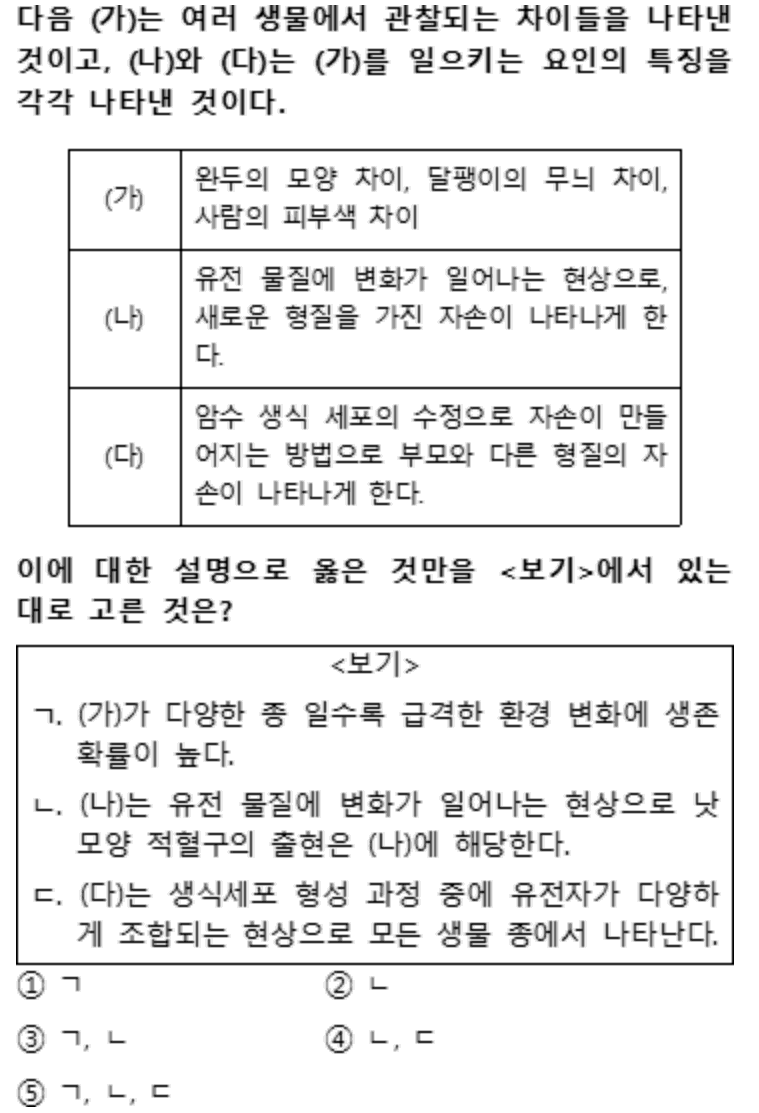 다음 (가)는 여러 생물에서 관찰되는 차이들을 나타낸
것이고, (나)와 (다)는 (가)를 일으키는 요인의 특징을
각각 나타낸 것이다.
(가)
완두의 모양 차이, 달팽이의 무늬 차이,
사람의 피부색 차이
(나)
유전 물질에 변화가 일어나는 현상으로,
새로운 형질을 가진 자손이 나타나게 한
다.
(다)
암수 생식 세포의 수정으로 자손이 만들
어지는 방법으로 부모와 다른 형질의 자
손이 나타나게 한다.
이에 대한 설명으로 옳은 것만을 <보기>에서 있는
대로 고른 것은?
<보기>
ㄱ. (가)가 다양한 종 일수록 급격한 환경 변화에 생존
확률이 높다.
ㄴ. (나)는 유전 물질에 변화가 일어나는 현상으로 낫
모양 적혈구의 출현은 (나)에 해당한다.
ㄷ. (다)는 생식세포 형성 과정 중에 유전자가 다양하
게 조합되는 현상으로 모든 생물 종에서 나타난다.
① ㄱ ② ㄴ
③ ㄱ, ㄴ ④ ㄴ, ㄷ
⑤ ㄱ, ㄴ, ㄷ